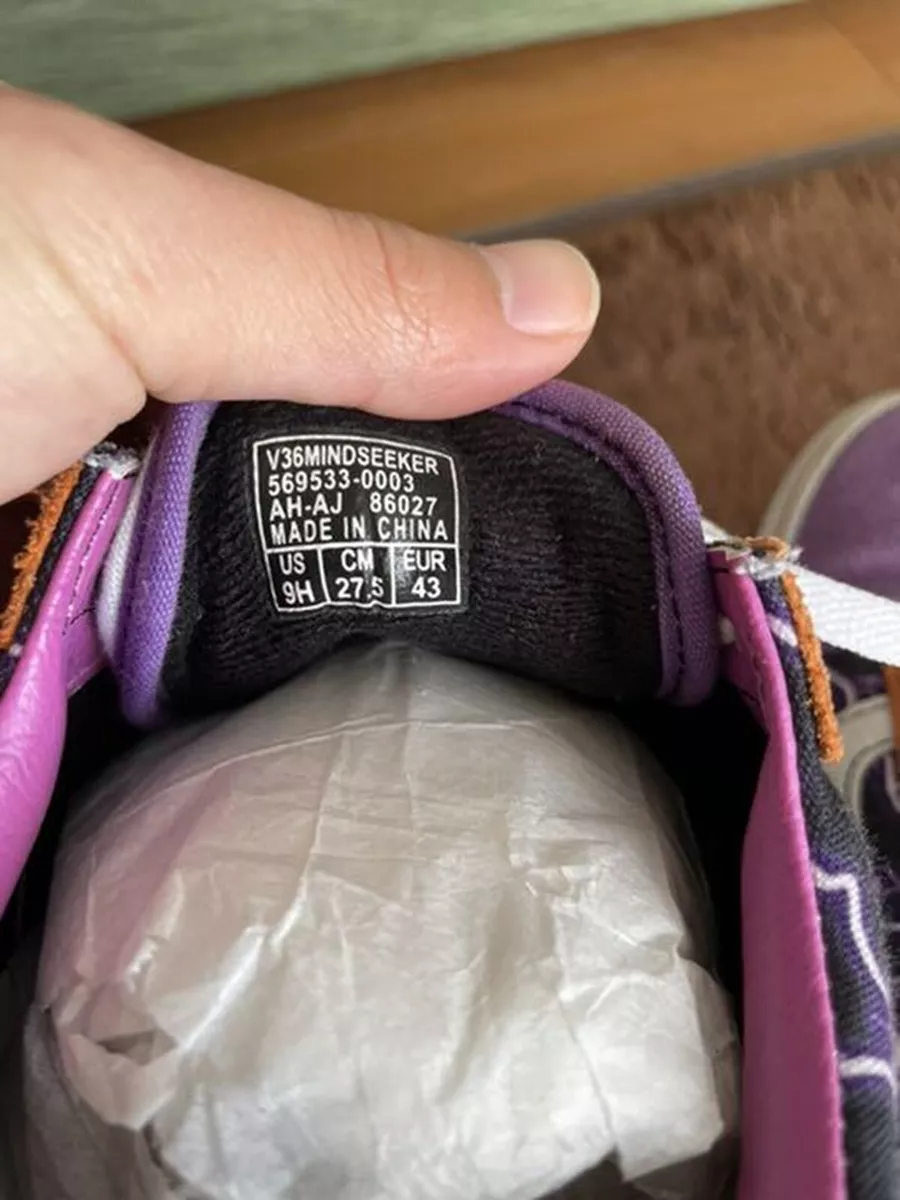 V36MINDSEEKER
569533-0003
AH-AJ 86027
MADE IN CHINA
US CM EUR
9H 27.5 43